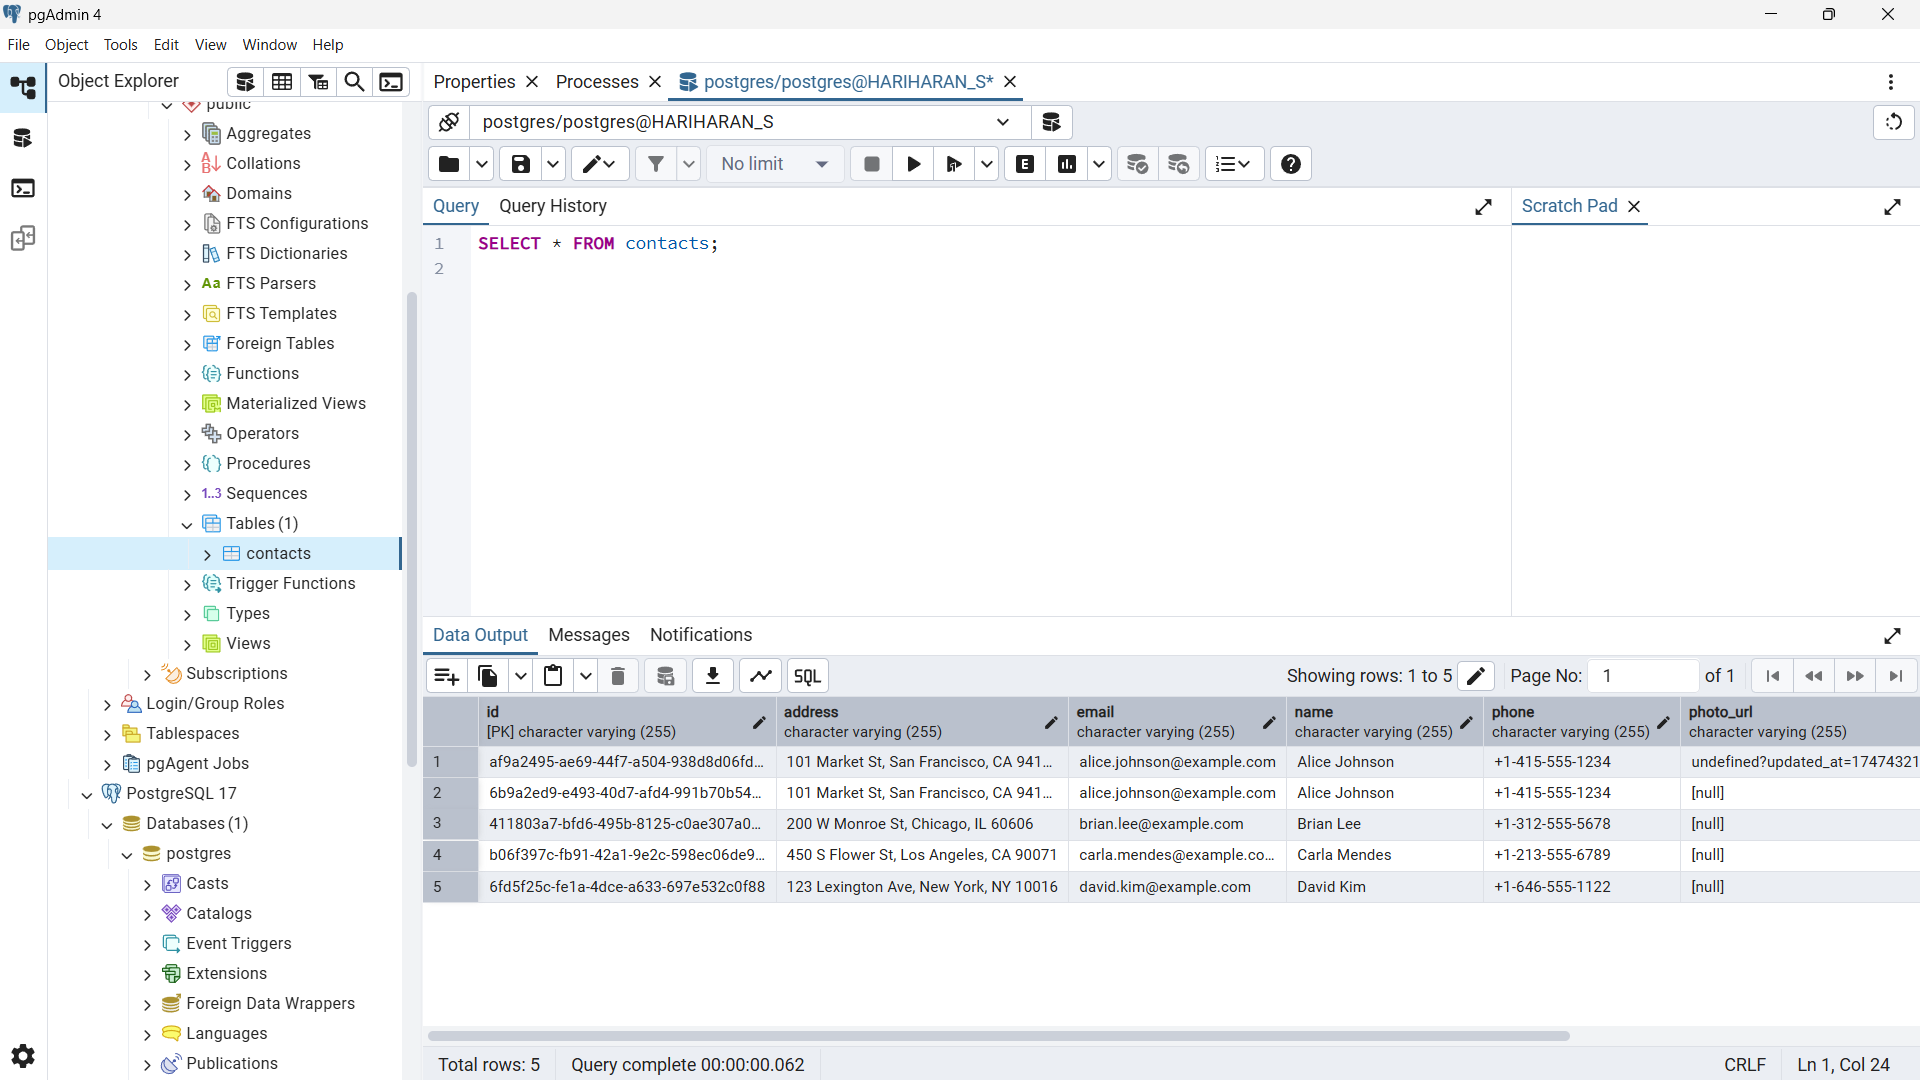 pgAdmin 4
File Object Tools Edit View Window Help
Object Explorer
Properties
Processes
postgres/postgres@HARIHARAN_S*
public
Aggregates
Collations
Domains
FTS Configurations
FTS Dictionaries
Aa FTS Parsers
FTS Templates
Foreign Tables
Functions
Materialized Views
Operators
Procedures
1..3 Sequences
Tables (1)
contacts
Trigger Functions
Types
Views
Subscriptions
Login/Group Roles
Tablespaces
pgAgent Jobs
PostgreSQL 17
Databases (1)
postgres
Casts
Catalogs
Event Triggers
Extensions
Foreign Data Wrappers
Languages
Publications
postgres/postgres@HARIHARAN_S
No limit
E
Query Query History
Scratch Pad
1 SELECT * FROM contacts;
2
Data Output Messages Notifications
SQL
Showing rows: 1 to 5
Page No: 1 of 1
id address email name phone photo_url
[PK] character varying (255) character varying (255) character varying (255) character varying (255) character varying (255) character varying (255)
1 af9a2495-ae69-44f7-a504-938d8d06fd... 101 Market St, San Francisco, CA 941... alice.johnson@example.com Alice Johnson +1-415-555-1234 undefined?updated_at=17474321
2 6b9a2ed9-e493-40d7-afd4-991b70b54... 101 Market St, San Francisco, CA 941... alice.johnson@example.com Alice Johnson +1-415-555-1234 [null]
3 411803a7-bfd6-495b-8125-c0ae307a0... 200 W Monroe St, Chicago, IL 60606 brian.lee@example.com Brian Lee +1-312-555-5678 [null]
4 b06f397c-fb91-42a1-9e2c-598ec06de9... 450 S Flower St, Los Angeles, CA 90071 carla.mendes@example.co... Carla Mendes +1-213-555-6789 [null]
5 6fd5f25c-fe1a-4dce-a633-697e532c0f88 123 Lexington Ave, New York, NY 10016 david.kim@example.com David Kim +1-646-555-1122 [null]
Total rows: 5
Query complete 00:00:00.062
CRLF
Ln 1, Col 24